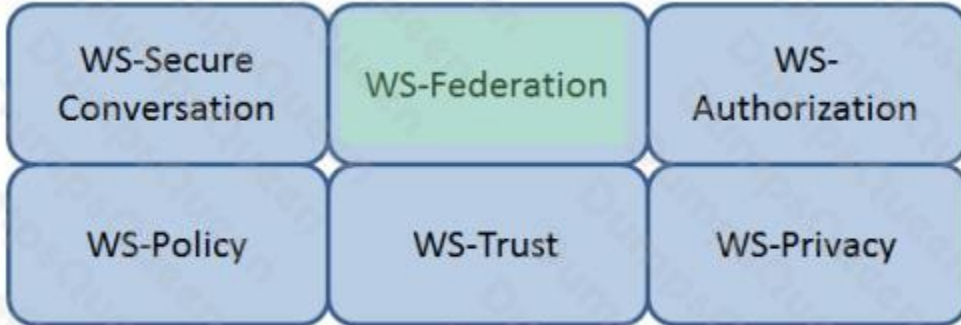 WS-Secure
Conversation
WS-Federation
WS-
Authorization
WS-Policy
WS-Trust
WS-Privacy